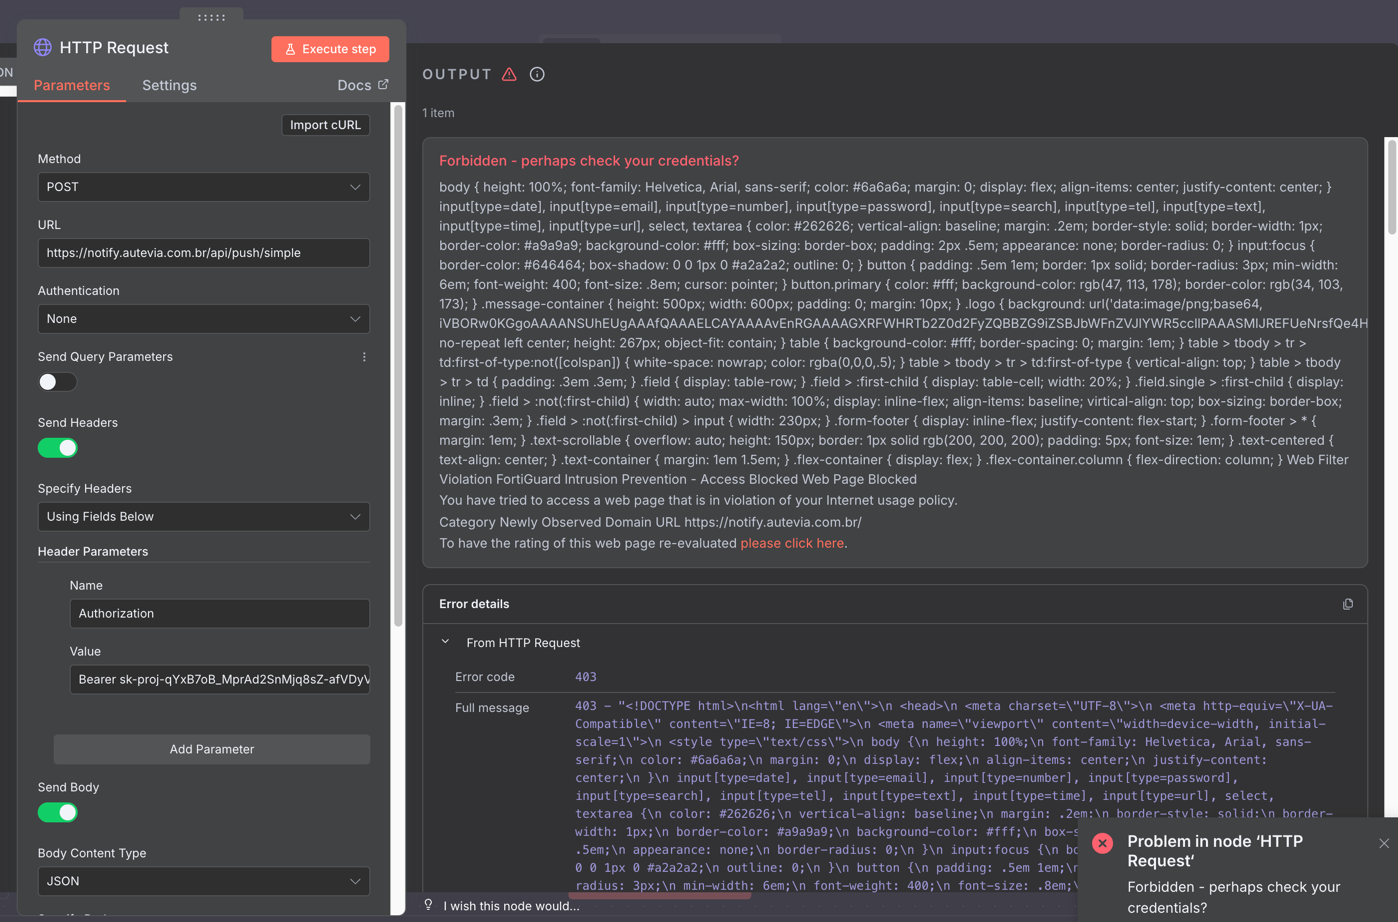 HTTP Request
Execute step
ON
Parameters
Settings
Docs
Import cURL
Method
POST
URL
https://notify.autevia.com.br/api/push/simple
Authentication
None
Send Query Parameters
Send Headers
Specify Headers
Using Fields Below
Header Parameters
Name
Authorization
Value
Bearer sk-proj-qYxB7oB_MprAd2SnMjq8sZ-afVDyV
Add Parameter
Send Body
Body Content Type
JSON
OUTPUT
1 item
Forbidden - perhaps check your credentials?
body { height: 100%; font-family: Helvetica, Arial, sans-serif; color: #6a6a6a; margin: 0; display: flex; align-items: center; justify-content: center; }
input[type=date], input[type=email], input[type=number], input[type=password], input[type=search], input[type=tel], input[type=text],
input[type=time], input[type=url], select, textarea { color: #262626; vertical-align: baseline; margin: .2em; border-style: solid; border-width: 1px;
border-color: #a9a9a9; background-color: #fff; box-sizing: border-box; padding: 2px .5em; appearance: none; border-radius: 0; } input:focus {
border-color: #646464; box-shadow: 0 0 1px 0 #a2a2a2; outline: 0; } button { padding: .5em 1em; border: 1px solid; border-radius: 3px; min-width:
6em; font-weight: 400; font-size: .8em; cursor: pointer; } button.primary { color: #fff; background-color: rgb(47, 113, 178); border-color: rgb(34, 103,
173); } .message-container { height: 500px; width: 600px; padding: 0; margin: 10px; } .logo { background: url('data:image/png;base64,
iVBORw0KGgoAAAANSUhEUgAAAfQAAAELCAYAAAAvEnRGAAAAGXRFWHRTb2Z0d2FyZQBBZG9iZSBJbWFnZVJlYWR5ccllPAAASMlJREFUeNrsfQe4H
no-repeat left center; height: 267px; object-fit: contain; } table { background-color: #fff; border-spacing: 0; margin: 1em; } table > tbody > tr >
td:first-of-type:not([colspan]) { white-space: nowrap; color: rgba(0,0,0,.5); } table > tbody > tr > td:first-of-type { vertical-align: top; } table > tbody
> tr > td { padding: .3em .3em; } .field { display: table-row; } .field > :first-child { display: table-cell; width: 20%; } .field.single > :first-child { display:
inline; } .field > :not(:first-child) { width: auto; max-width: 100%; display: inline-flex; align-items: baseline; virtical-align: top; box-sizing: border-box;
margin: .3em; } .field > :not(:first-child) > input { width: 230px; } .form-footer { display: inline-flex; justify-content: flex-start; } .form-footer > * {
margin: 1em; } .text-scrollable { overflow: auto; height: 150px; border: 1px solid rgb(200, 200, 200); padding: 5px; font-size: 1em; } .text-centered {
text-align: center; } .text-container { margin: 1em 1.5em; } .flex-container { display: flex; } .flex-container.column { flex-direction: column; } Web Filter
Violation FortiGuard Intrusion Prevention - Access Blocked Web Page Blocked
You have tried to access a web page that is in violation of your Internet usage policy.
Category Newly Observed Domain URL https://notify.autevia.com.br/
To have the rating of this web page re-evaluated please click here.
Error details
From HTTP Request
Error code
403
Full message
403 - "<!DOCTYPE html>\n<html lang=\"en\">\n <head>\n <meta charset=\"UTF-8\">\n <meta http-equiv=\"X-UA-
Compatible\" content=\"IE=8; IE=EDGE\">\n <meta name=\"viewport\" content=\"width=device-width, initial-
scale=1\">\n <style type=\"text/css\">\n body {\n height: 100%;\n font-family: Helvetica, Arial, sans-
serif;\n color: #6a6a6a;\n margin: 0;\n display: flex;\n align-items: center;\n justify-content:
center;\n }\n input[type=date], input[type=email], input[type=number], input[type=password],
input[type=search], input[type=tel], input[type=text], input[type=time], input[type=url], select,
textarea {\n color: #262626;\n vertical-align: baseline;\n margin: .2em;\n border-style: solid;\n border-
width: 1px;\n border-color: #a9a9a9;\n background-color: #fff;\n box-s
.5em;\n appearance: none;\n border-radius: 0;\n }\n input:focus {\n bo
0 0 1px 0 #a2a2a2;\n outline: 0;\n }\n button {\n padding: .5em 1em;\n
radius: 3px;\n min-width: 6em;\n font-weight: 400;\n font-size: .8em;\
I wish this node would...
Problem in node ‘HTTP
Request‘
Forbidden - perhaps check your
credentials?